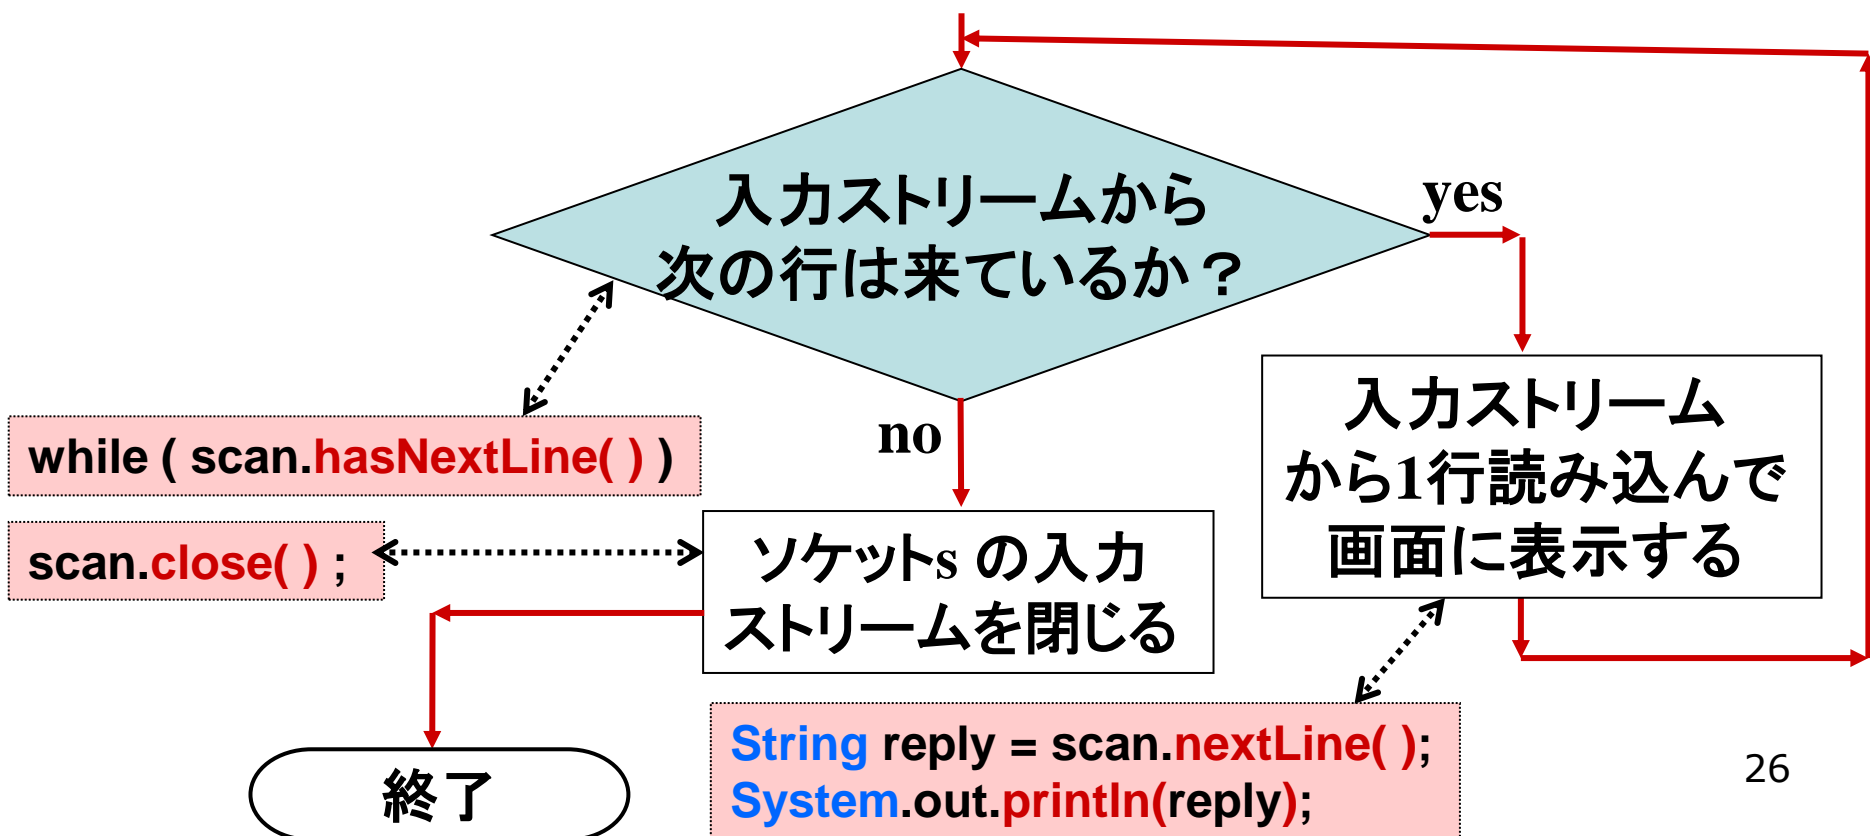 入力ストリームから
次の行は来ているか？
yes
no
while ( scan.hasNextLine( ) )
入力ストリーム
から1行読み込んで
画面に表示する
scan.close( ) ;
ソケットs の入力
ストリームを閉じる
String reply = scan.nextLine( );
System.out.println(reply);
終了
26